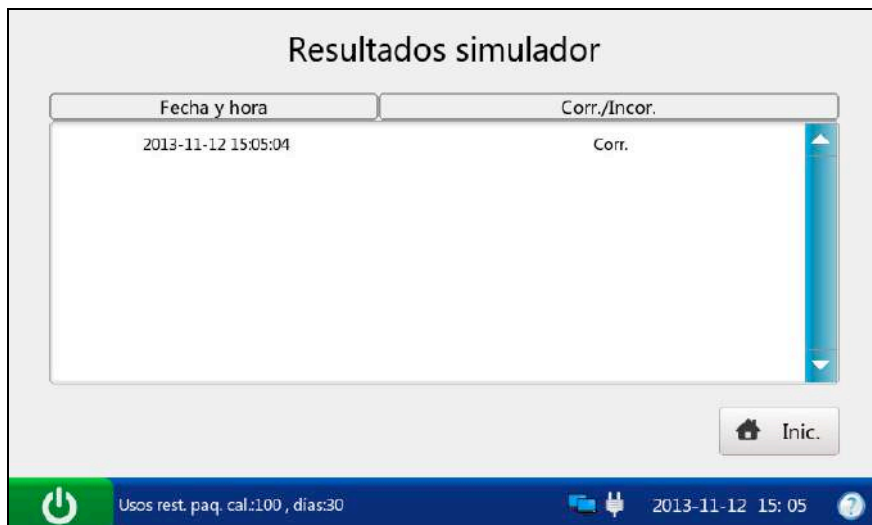 Resultados simulador
Fecha y hora Corr./Incor.
2013-11-12 15:05:04 Corr.
Inic.
Usos rest. paq. cal.:100 , días:30 2013-11-12 15: 05 ?